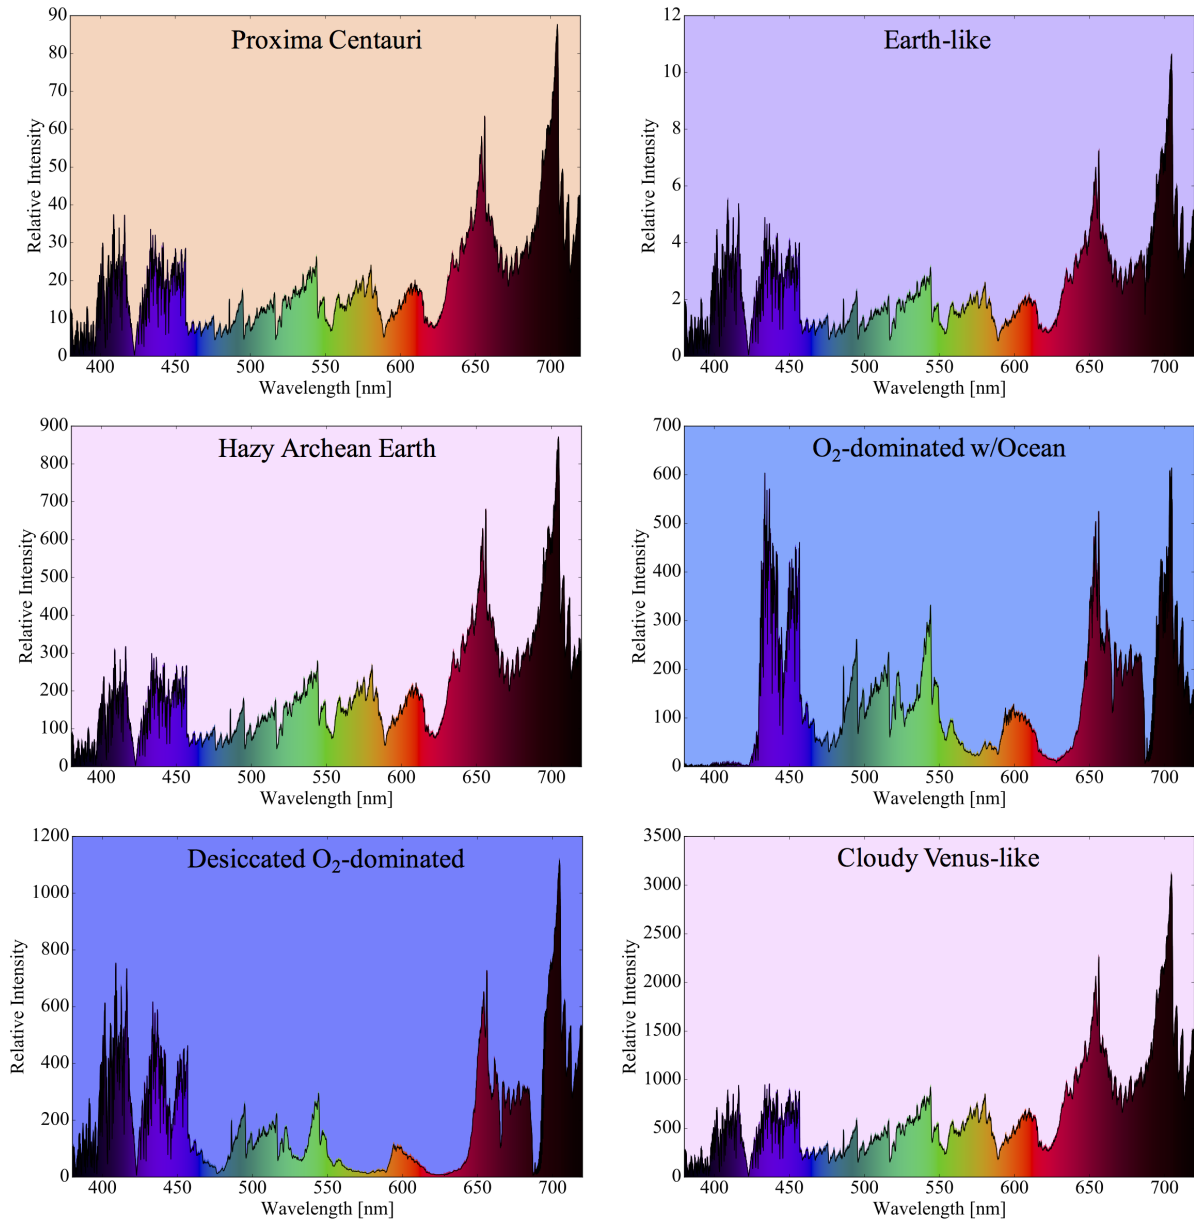 Proxima Centauri
Relative Intensity
90
80
70
60
50
40
30
20
10
0
400 450 500 550 600 650 700
Wavelength [nm]
Earth-like
Relative Intensity
12
10
8
6
4
2
0
400 450 500 550 600 650 700
Wavelength [nm]
Hazy Archean Earth
Relative Intensity
900
800
700
600
500
400
300
200
100
0
400 450 500 550 600 650 700
Wavelength [nm]
O₂-dominated w/Ocean
Relative Intensity
700
600
500
400
300
200
100
0
400 450 500 550 600 650 700
Wavelength [nm]
Desiccated O₂-dominated
Relative Intensity
1200
1000
800
600
400
200
0
400 450 500 550 600 650 700
Wavelength [nm]
Cloudy Venus-like
Relative Intensity
3500
3000
2500
2000
1500
1000
500
0
400 450 500 550 600 650 700
Wavelength [nm]